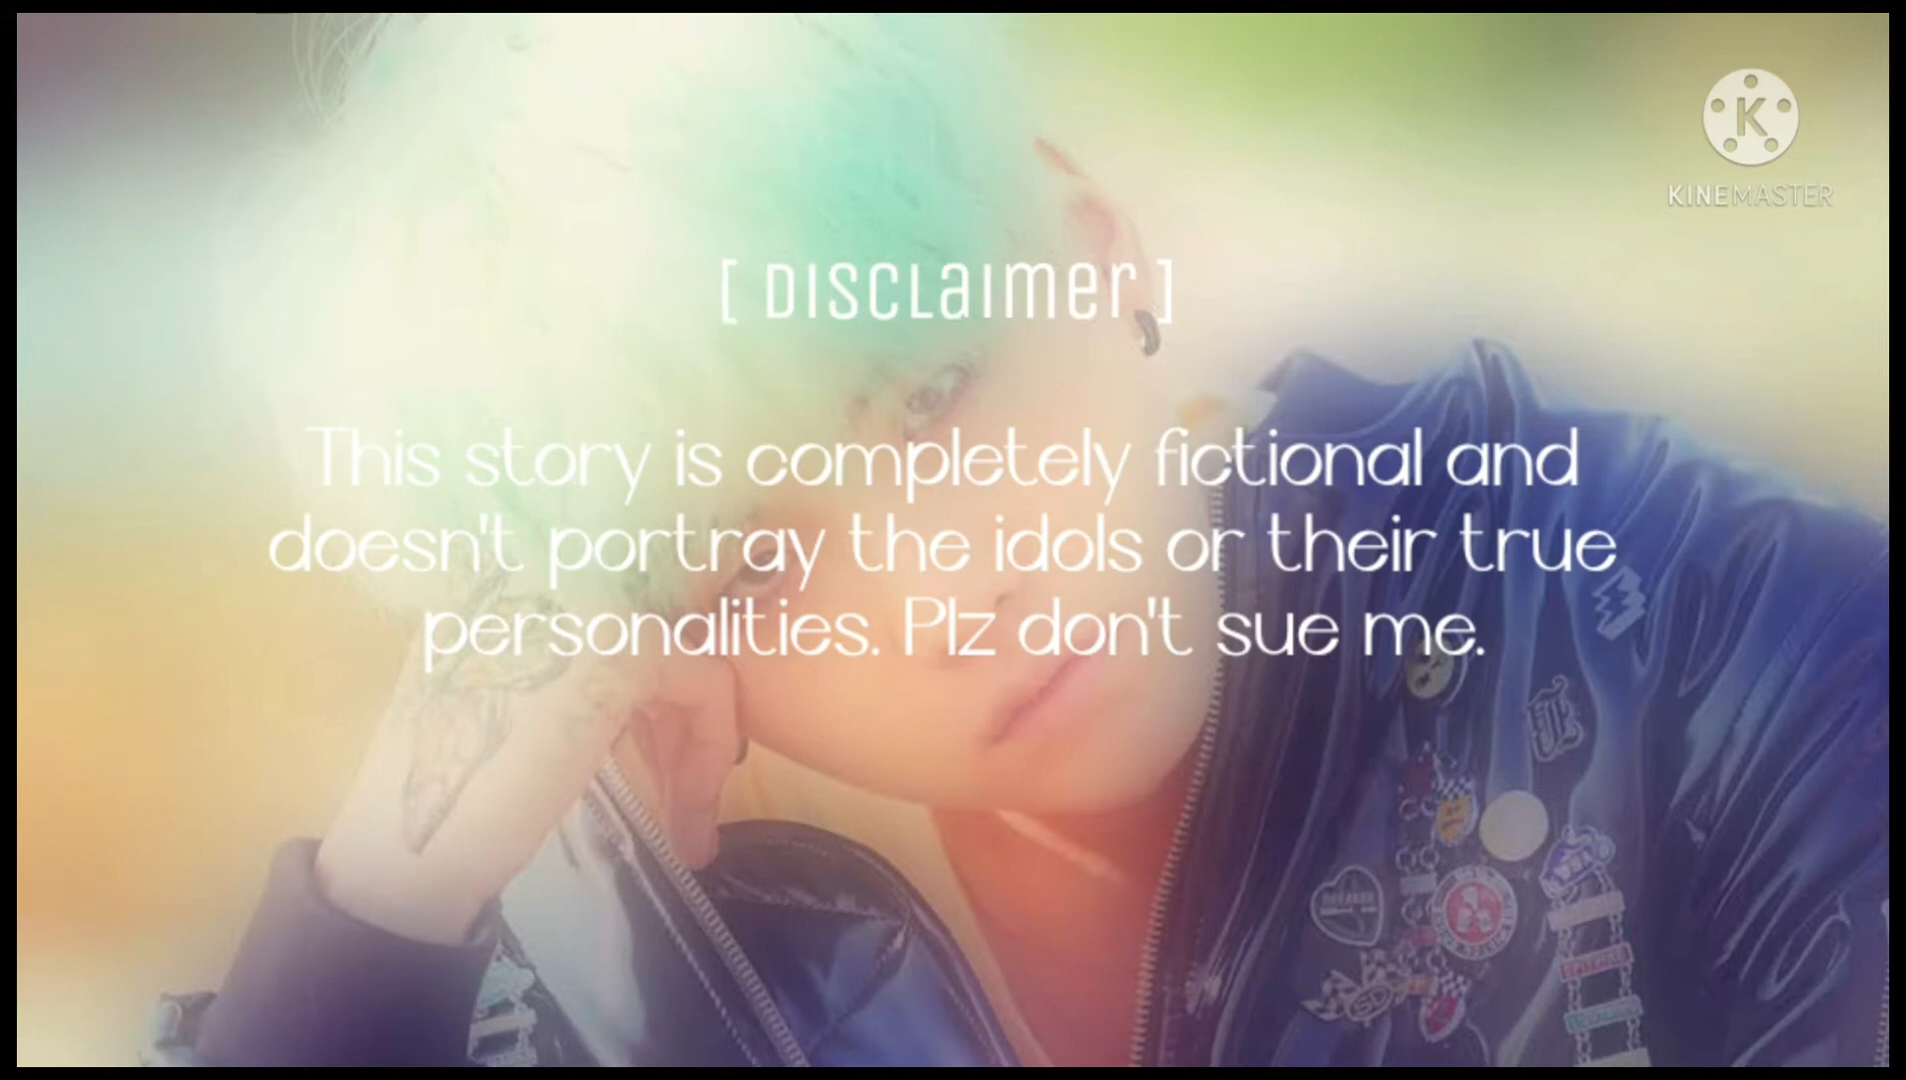 K
KINEMASTER
[ DISCLaIMer ]
This story is completely fictional and
doesn't portray the idols or their true
personalities. Plz don't sue me.